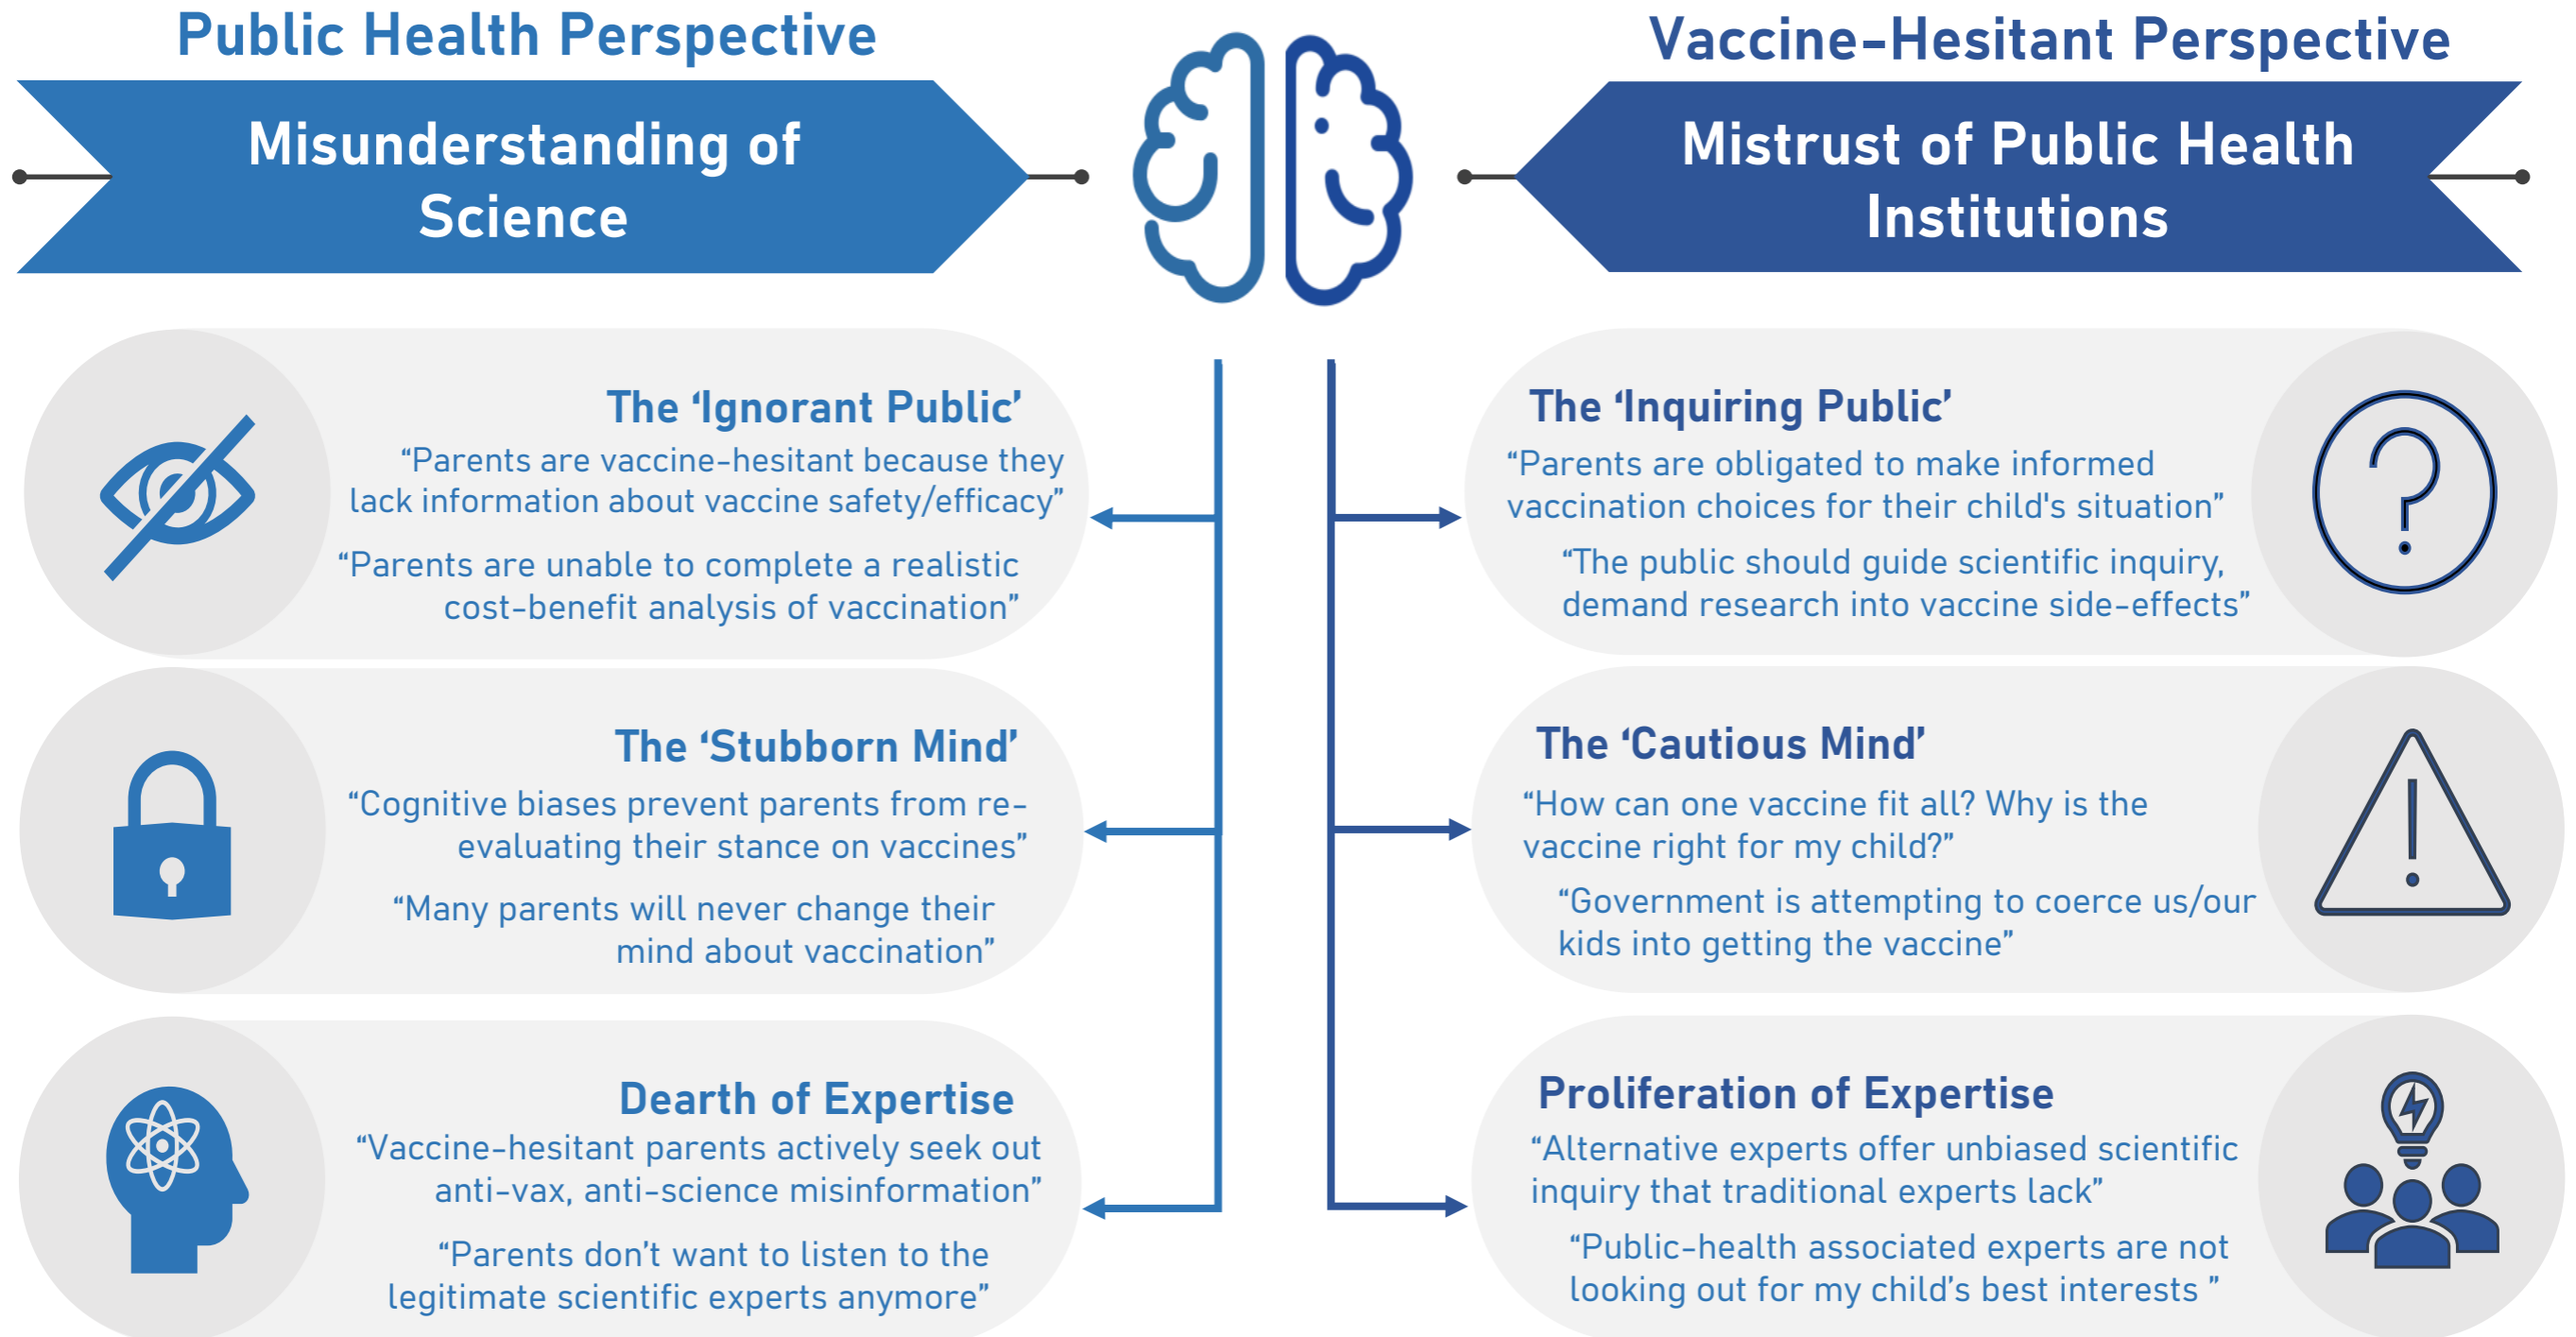 Public Health Perspective
Misunderstanding of
Science
The ‘Ignorant Public’
“Parents are vaccine-hesitant because they
lack information about vaccine safety/efficacy”
“Parents are unable to complete a realistic
cost-benefit analysis of vaccination”
The ‘Stubborn Mind’
“Cognitive biases prevent parents from re-
evaluating their stance on vaccines”
“Many parents will never change their
mind about vaccination”
Dearth of Expertise
“Vaccine-hesitant parents actively seek out
anti-vax, anti-science misinformation”
“Parents don’t want to listen to the
legitimate scientific experts anymore”
Vaccine-Hesitant Perspective
Mistrust of Public Health
Institutions
The ‘Inquiring Public’
“Parents are obligated to make informed
vaccination choices for their child's situation”
“The public should guide scientific inquiry,
demand research into vaccine side-effects”
The ‘Cautious Mind’
“How can one vaccine fit all? Why is the
vaccine right for my child?”
“Government is attempting to coerce us/our
kids into getting the vaccine”
Proliferation of Expertise
“Alternative experts offer unbiased scientific
inquiry that traditional experts lack”
“Public-health associated experts are not
looking out for my child’s best interests ”